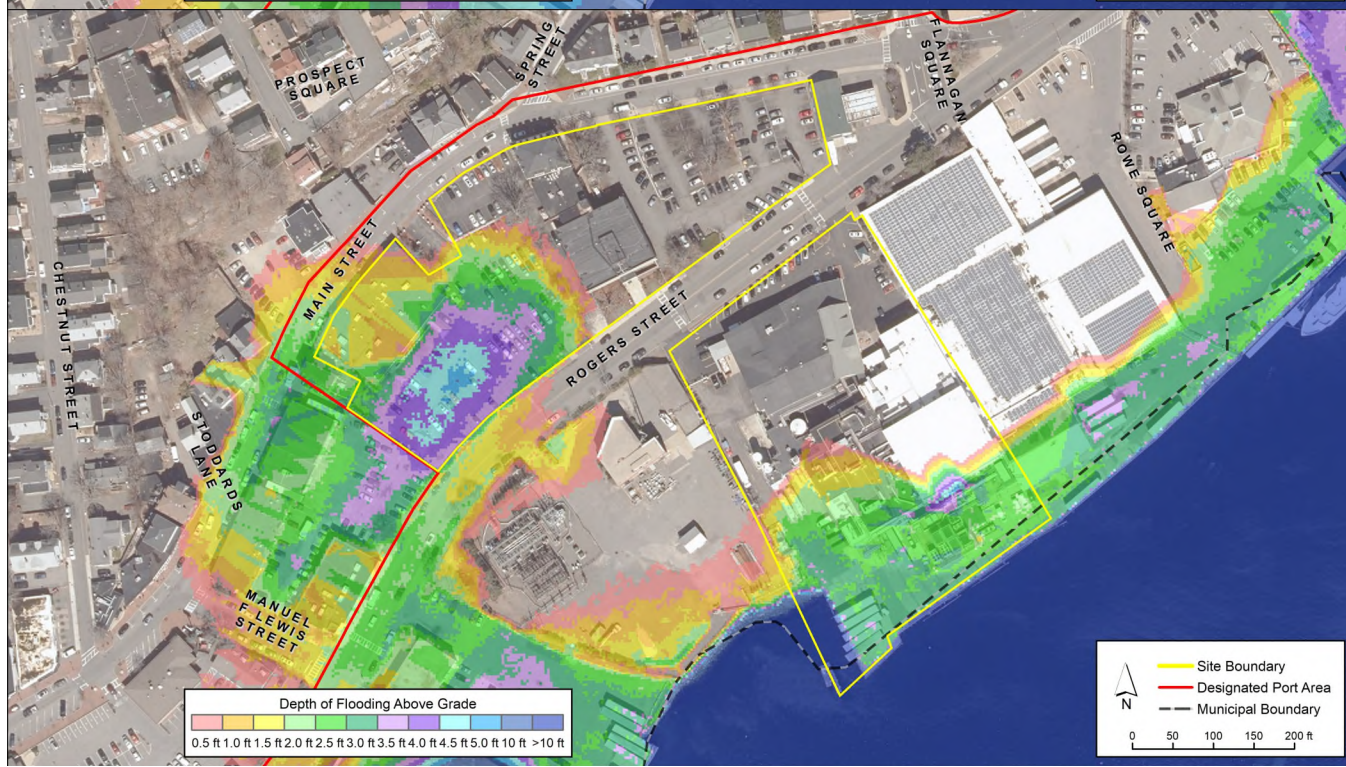 PROSPECT
SQUARE
SPRING
STREET
FLANNAGAN
SQUARE
ROWE SQUARE
CHESTNUT STREET
MAIN STREET
ROGERS STREET
STODDARDS
LANE
MANUEL
F LEWIS
STREET
Depth of Flooding Above Grade
0.5 ft 1.0 ft 1.5 ft 2.0 ft 2.5 ft 3.0 ft 3.5 ft 4.0 ft 4.5 ft 5.0 ft 10 ft >10 ft
N
Site Boundary
Designated Port Area
Municipal Boundary
0 50 100 150 200 ft